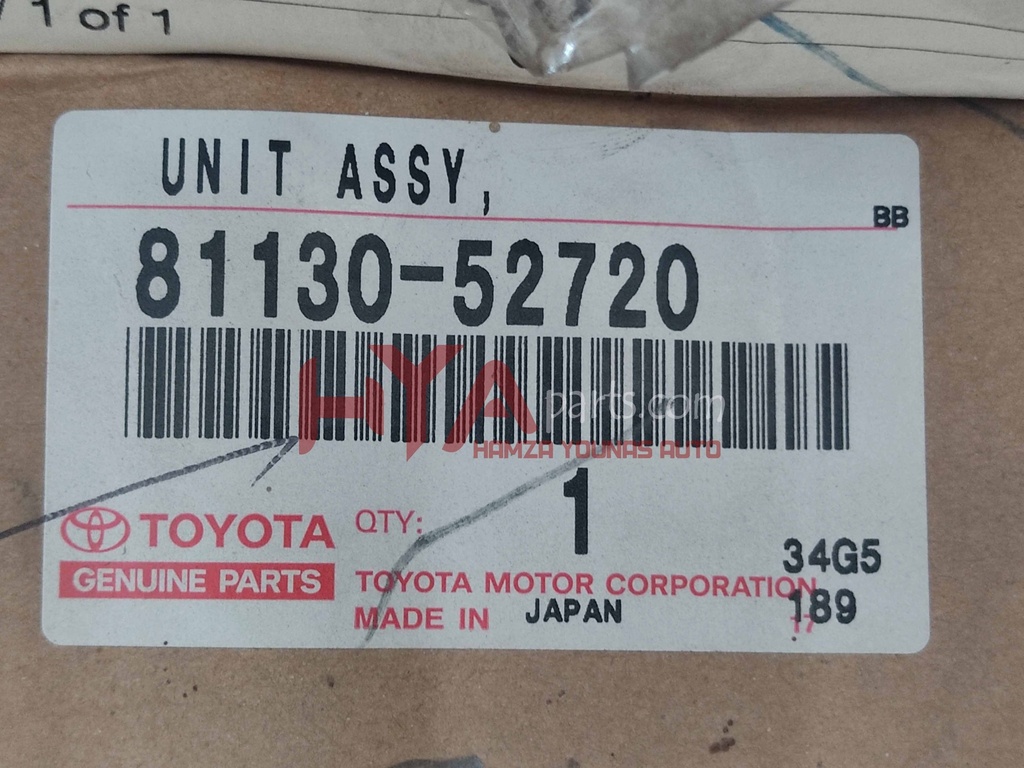 1 of 1
UNIT ASSY,
BB
81130-52720
HYA parts.com
HAMZA YOUNAS AUTO
TOYOTA
GENUINE PARTS
QTY: 1
TOYOTA MOTOR CORPORATION
MADE IN JAPAN
34G5
189
17